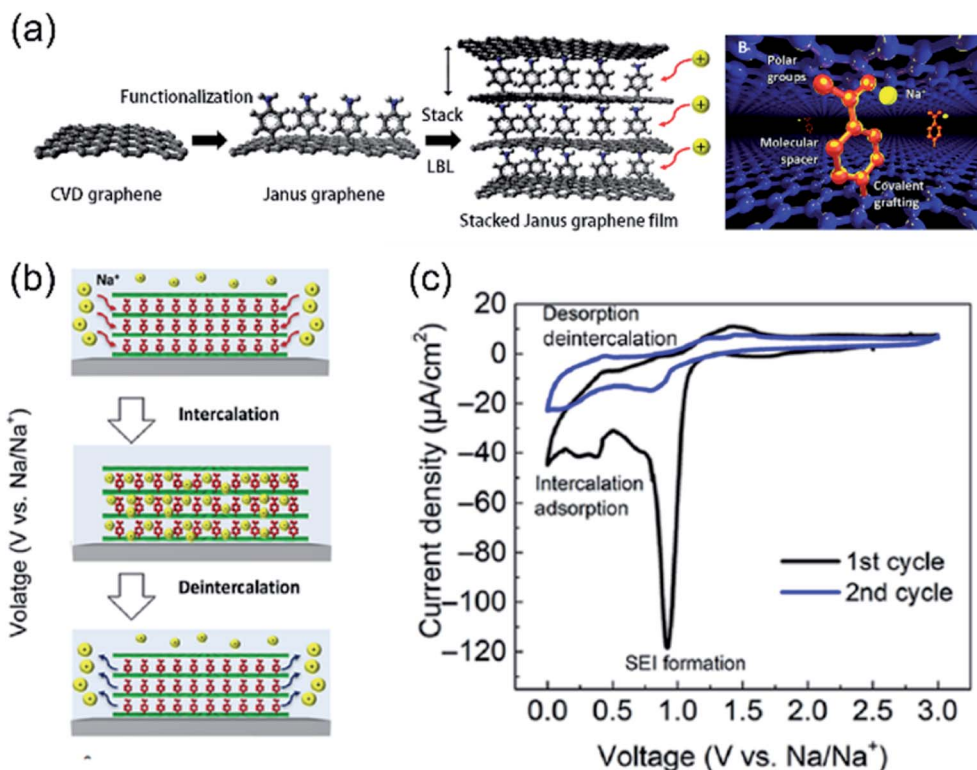 (a)
Functionalization
CVD graphene
Janus graphene
Stack
LBL
+
+
+
Stacked Janus graphene film
B-
Polar
groups
Na⁺
Molecular
spacer
Covalent
grafting
(b)
Na⁺
Intercalation
Deintercalation
Volatge (V vs. Na/Na⁺)
(c)
20
0
−20
−40
−60
−80
−100
−120
Current density (µA/cm²)
Desorption
deintercalation
Intercalation
adsorption
SEI formation
1st cycle
2nd cycle
0.0 0.5 1.0 1.5 2.0 2.5 3.0
Voltage (V vs. Na/Na⁺)